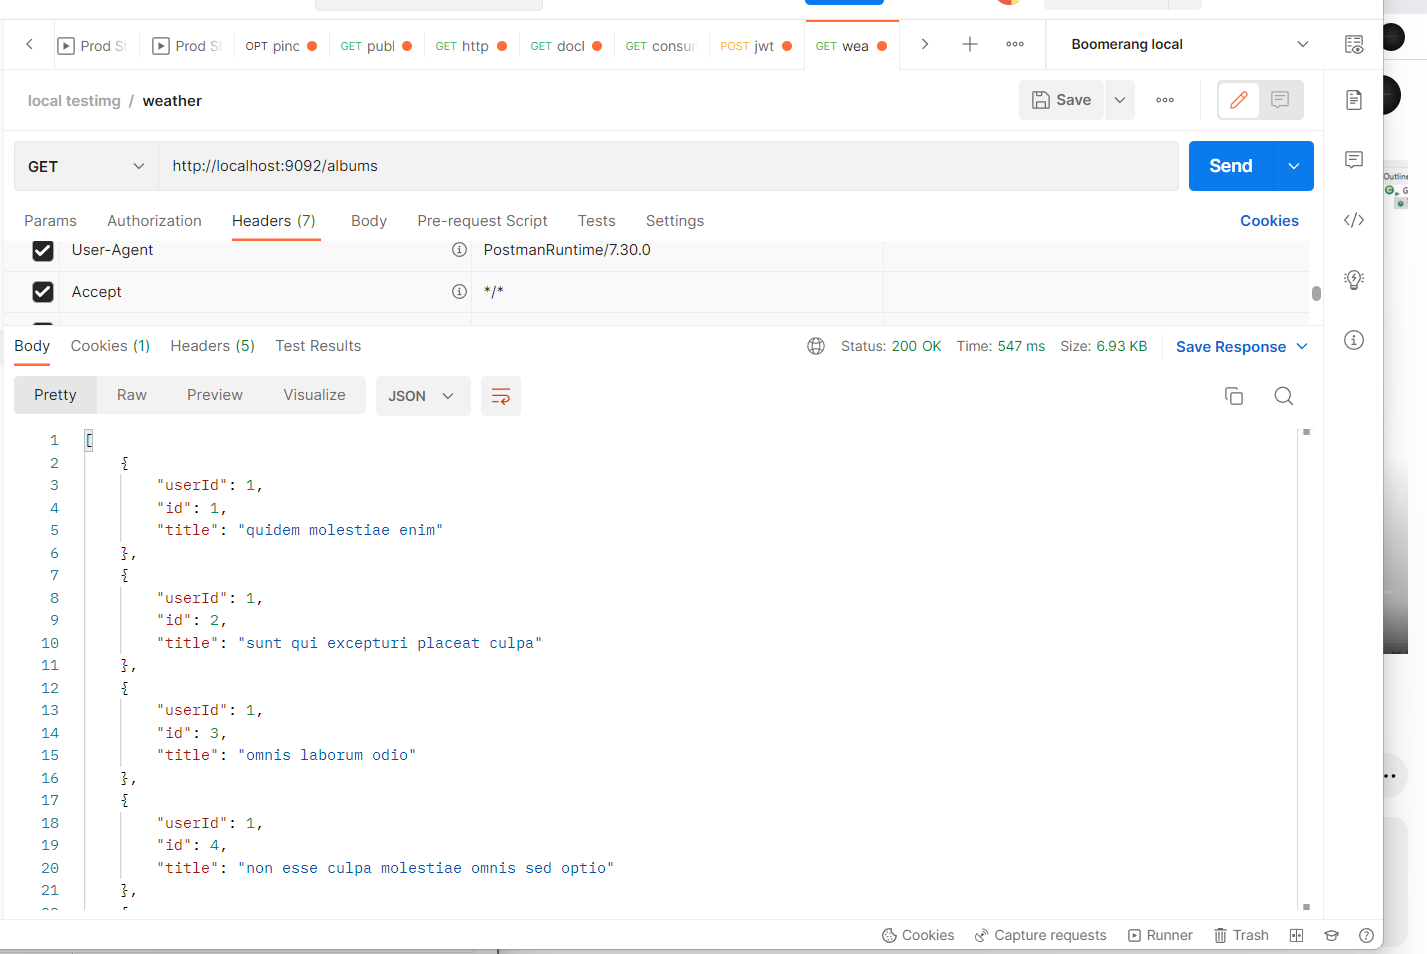 Prod S
Prod S
OPT pinc
GET publ
GET http
GET docl
GET consu
POST jwt
GET wea
Boomerang local
local testimg / weather
Save
GET
http://localhost:9092/albums
Send
Params Authorization Headers (7) Body Pre-request Script Tests Settings Cookies
User-Agent PostmanRuntime/7.30.0
Accept */*
Body Cookies (1) Headers (5) Test Results Status: 200 OK Time: 547 ms Size: 6.93 KB Save Response
Pretty Raw Preview Visualize JSON
1 [
2 {
3 "userId": 1,
4 "id": 1,
5 "title": "quidem molestiae enim"
6 },
7 {
8 "userId": 1,
9 "id": 2,
10 "title": "sunt qui excepturi placeat culpa"
11 },
12 {
13 "userId": 1,
14 "id": 3,
15 "title": "omnis laborum odio"
16 },
17 {
18 "userId": 1,
19 "id": 4,
20 "title": "non esse culpa molestiae omnis sed optio"
21 },
Cookies Capture requests Runner Trash
Outline